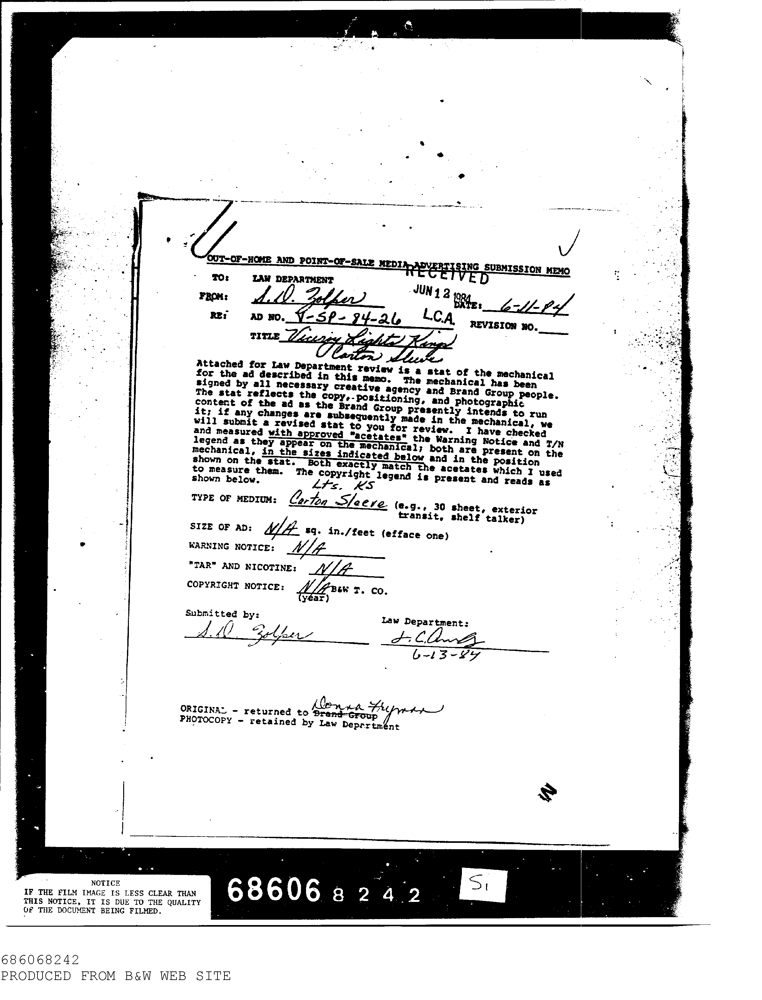 OUT-OF-HOME AND POINT-OF-SALE MEDIA ADVERTISING SUBMISSION MEMO
RECEIVED
TO: LAW DEPARTMENT
JUN 12 1984
FROM: S. D. Zolper DATE: 6-11-84
L.C.A.
RE: AD NO. V-SP-84-26 REVISION NO.
TITLE Viceroy Lights Kings
Carton Sleeve
Attached for Law Department review is a stat of the mechanical
for the ad described in this memo. The mechanical has been
signed by all necessary creative agency and Brand Group people.
The stat reflects the copy, positioning, and photographic
content of the ad as the Brand Group presently intends to run
it; if any changes are subsequently made in the mechanical, we
will submit a revised stat to you for review. I have checked
and measured with approved "acetates" the Warning Notice and T/N
legend as they appear on the mechanical; both are present on the
mechanical, in the sizes indicated below and in the position
shown on the stat. Both exactly match the acetates which I used
to measure them. The copyright legend is present and reads as
shown below.
Lts. KS
TYPE OF MEDIUM: Carton Sleeve (e.g., 30 sheet, exterior
transit, shelf talker)
SIZE OF AD: N/A sq. in./feet (efface one)
WARNING NOTICE: N/A
"TAR" AND NICOTINE: N/A
COPYRIGHT NOTICE: N/A B&W T. CO.
(year)
Submitted by: Law Department:
S. D. Zolper
6-13-84
ORIGINAL - returned to Brand Group Donna Fryman
PHOTOCOPY - retained by Law Department
NOTICE
IF THE FILM IMAGE IS LESS CLEAR THAN
THIS NOTICE, IT IS DUE TO THE QUALITY
OF THE DOCUMENT BEING FILMED.
68606 8242
S1
686068242
PRODUCED FROM B&W WEB SITE